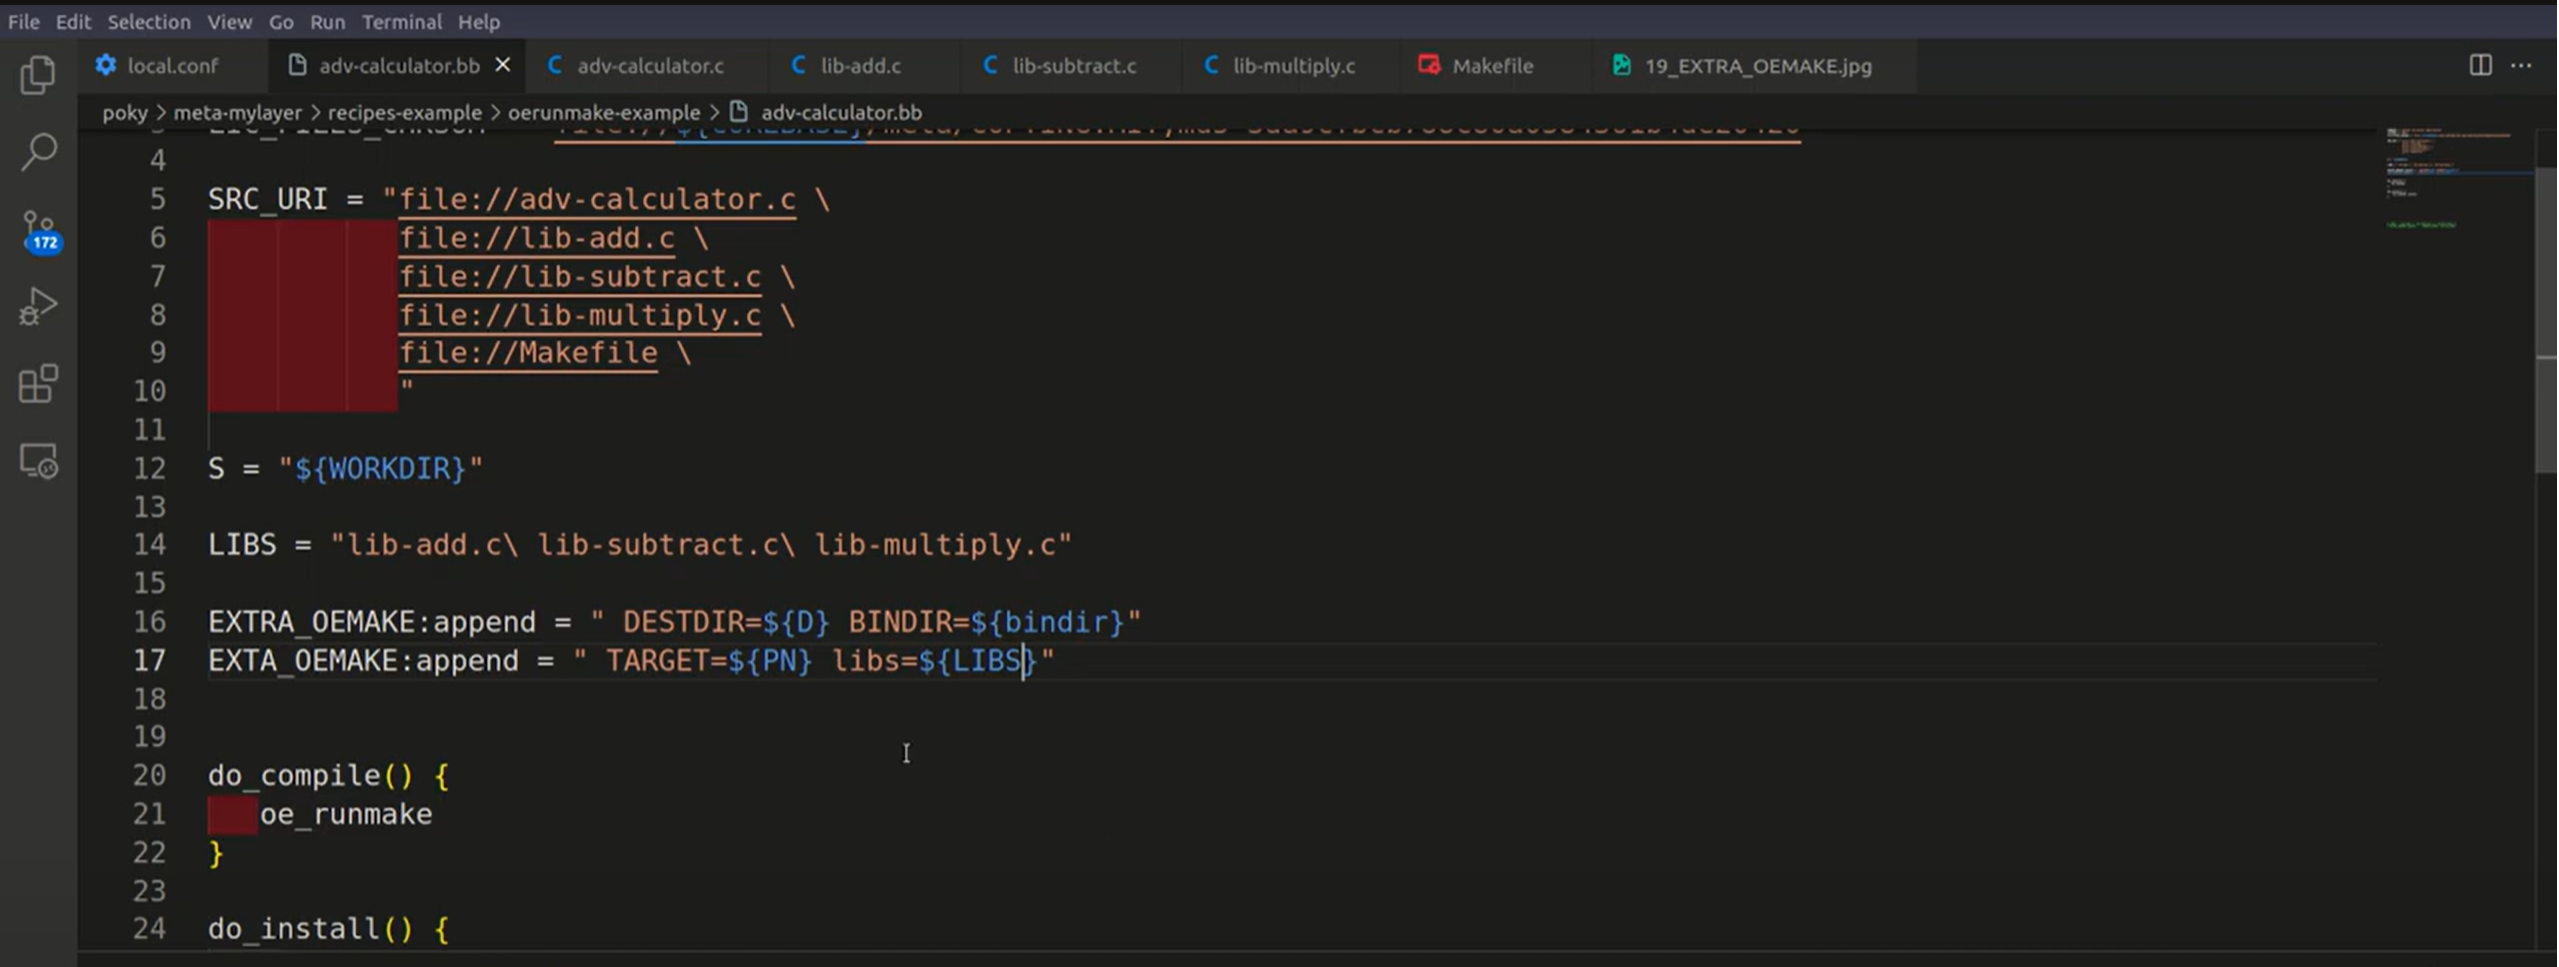 File Edit Selection View Go Run Terminal Help
local.conf adv-calculator.bb × C adv-calculator.c C lib-add.c C lib-subtract.c C lib-multiply.c Makefile 19_EXTRA_OEMAKE.jpg ...
poky > meta-mylayer > recipes-example > oerunmake-example > adv-calculator.bb
172
4
5 SRC_URI = "file://adv-calculator.c \
6 file://lib-add.c \
7 file://lib-subtract.c \
8 file://lib-multiply.c \
9 file://Makefile \
10 "
11
12 S = "${WORKDIR}"
13
14 LIBS = "lib-add.c\ lib-subtract.c\ lib-multiply.c"
15
16 EXTRA_OEMAKE:append = " DESTDIR=${D} BINDIR=${bindir}"
17 EXTA_OEMAKE:append = " TARGET=${PN} libs=${LIBS}"
18
19
20 do_compile() {
21 oe_runmake
22 }
23
24 do_install() {